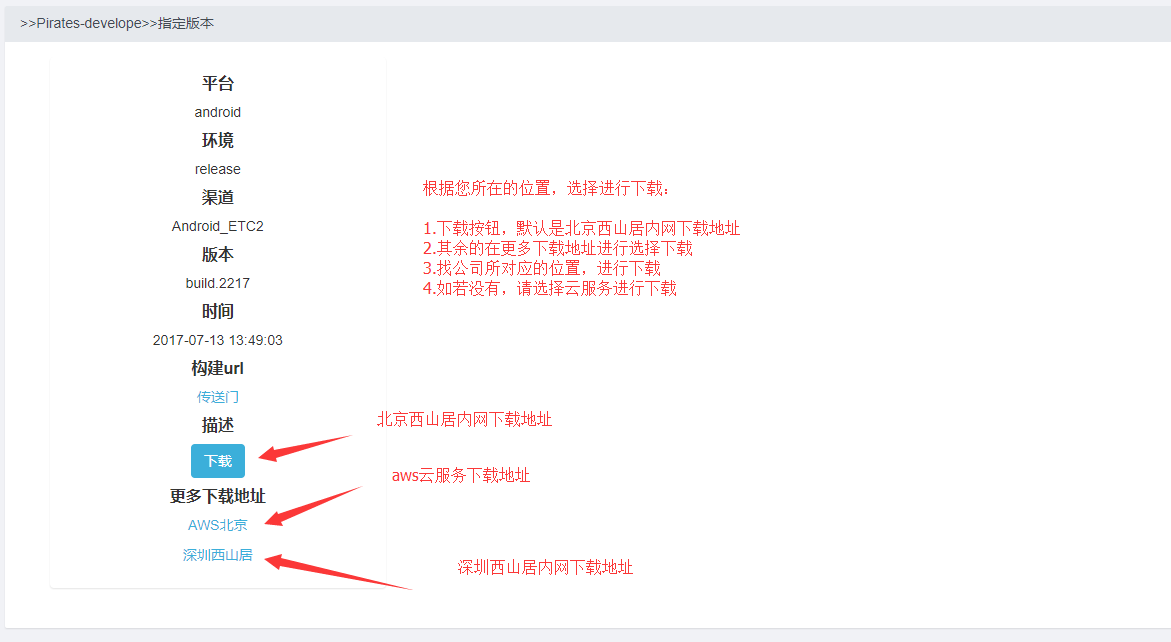 >>Pirates-develope>>指定版本
平台
android
环境
release
渠道
Android_ETC2
版本
build.2217
时间
2017-07-13 13:49:03
构建url
传送门
描述
下载
更多下载地址
AWS北京
深圳西山居
根据您所在的位置，选择进行下载：
1.下载按钮，默认是北京西山居内网下载地址
2.其余的在更多下载地址进行选择下载
3.找公司所对应的位置，进行下载
4.如若没有，请选择云服务进行下载
北京西山居内网下载地址
aws云服务下载地址
深圳西山居内网下载地址